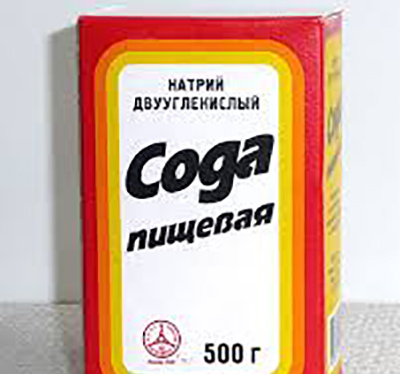 НАТРИЙ
ДВУУГЛЕКИСЛЫЙ
Сода
пищевая
500 г